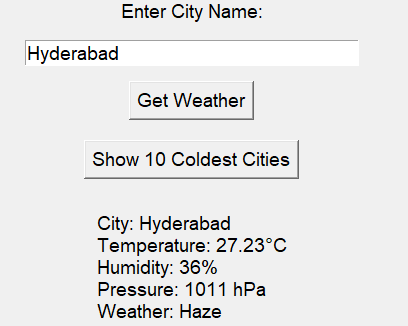 Enter City Name:
Hyderabad
Get Weather
Show 10 Coldest Cities
City: Hyderabad
Temperature: 27.23°C
Humidity: 36%
Pressure: 1011 hPa
Weather: Haze